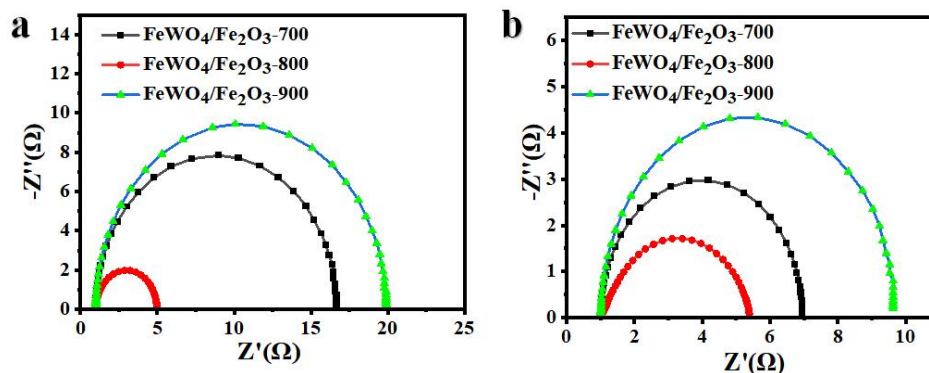 a
14
12
10
8
6
4
2
0
-Z''(Ω)
FeWO₄/Fe₂O₃-700
FeWO₄/Fe₂O₃-800
FeWO₄/Fe₂O₃-900
0 5 10 15 20 25
Z'(Ω)
b
6
5
4
3
2
1
0
-Z''(Ω)
FeWO₄/Fe₂O₃-700
FeWO₄/Fe₂O₃-800
FeWO₄/Fe₂O₃-900
0 2 4 6 8 10
Z'(Ω)